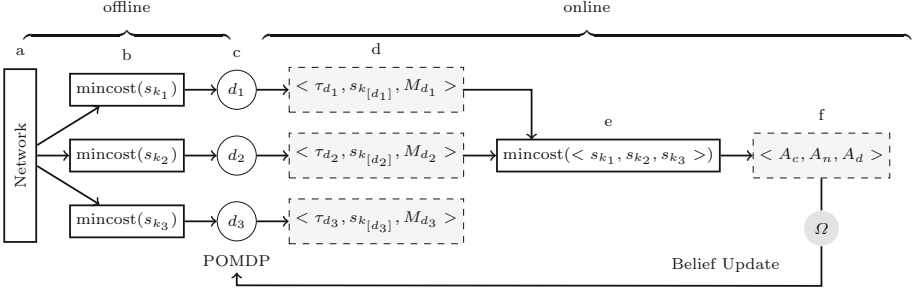 offline
online
a
b
c
d
e
f
Network
mincost(s_{k_1})
d_1
< τ_{d_1}, s_{k_{[d_1]}}, M_{d_1} >
mincost(s_{k_2})
d_2
< τ_{d_2}, s_{k_{[d_2]}}, M_{d_2} >
mincost(< s_{k_1}, s_{k_2}, s_{k_3} >)
< A_c, A_n, A_d >
mincost(s_{k_3})
d_3
< τ_{d_3}, s_{k_{[d_3]}}, M_{d_3} >
Ω
POMDP
Belief Update